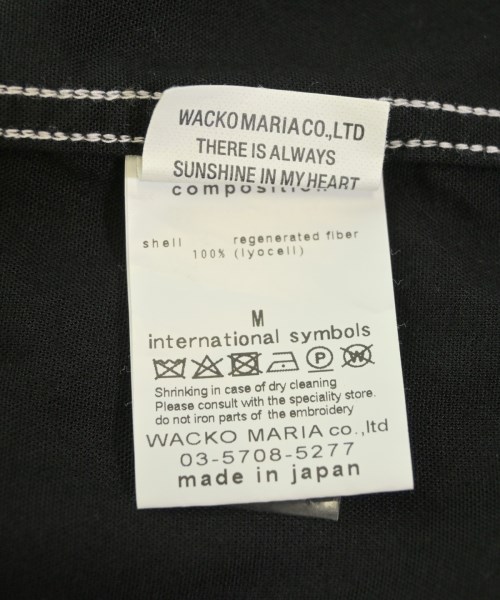 WACKO MARIA CO.,LTD
THERE IS ALWAYS
SUNSHINE IN MY HEART
composition
shell regenerated fiber
100% (lyocell)
M
international symbols
P W
Shrinking in case of dry cleaning
Please consult with the speciality store.
do not iron parts of the embroidery
WACKO MARIA co.,ltd
03-5708-5277
made in japan